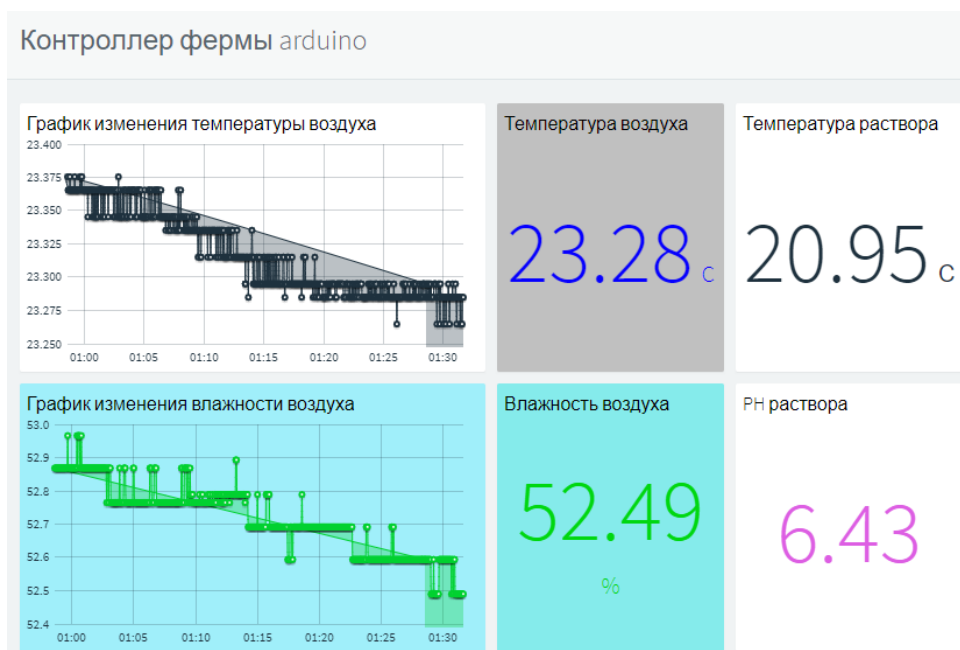 Контроллер фермы arduino
График изменения температуры воздуха
23.400
23.375
23.350
23.325
23.300
23.275
23.250
01:00 01:05 01:10 01:15 01:20 01:25 01:30
Температура воздуха
23.28 C
Температура раствора
20.95 C
График изменения влажности воздуха
53.0
52.9
52.8
52.7
52.6
52.5
52.4
01:00 01:05 01:10 01:15 01:20 01:25 01:30
Влажность воздуха
52.49
%
PH раствора
6.43